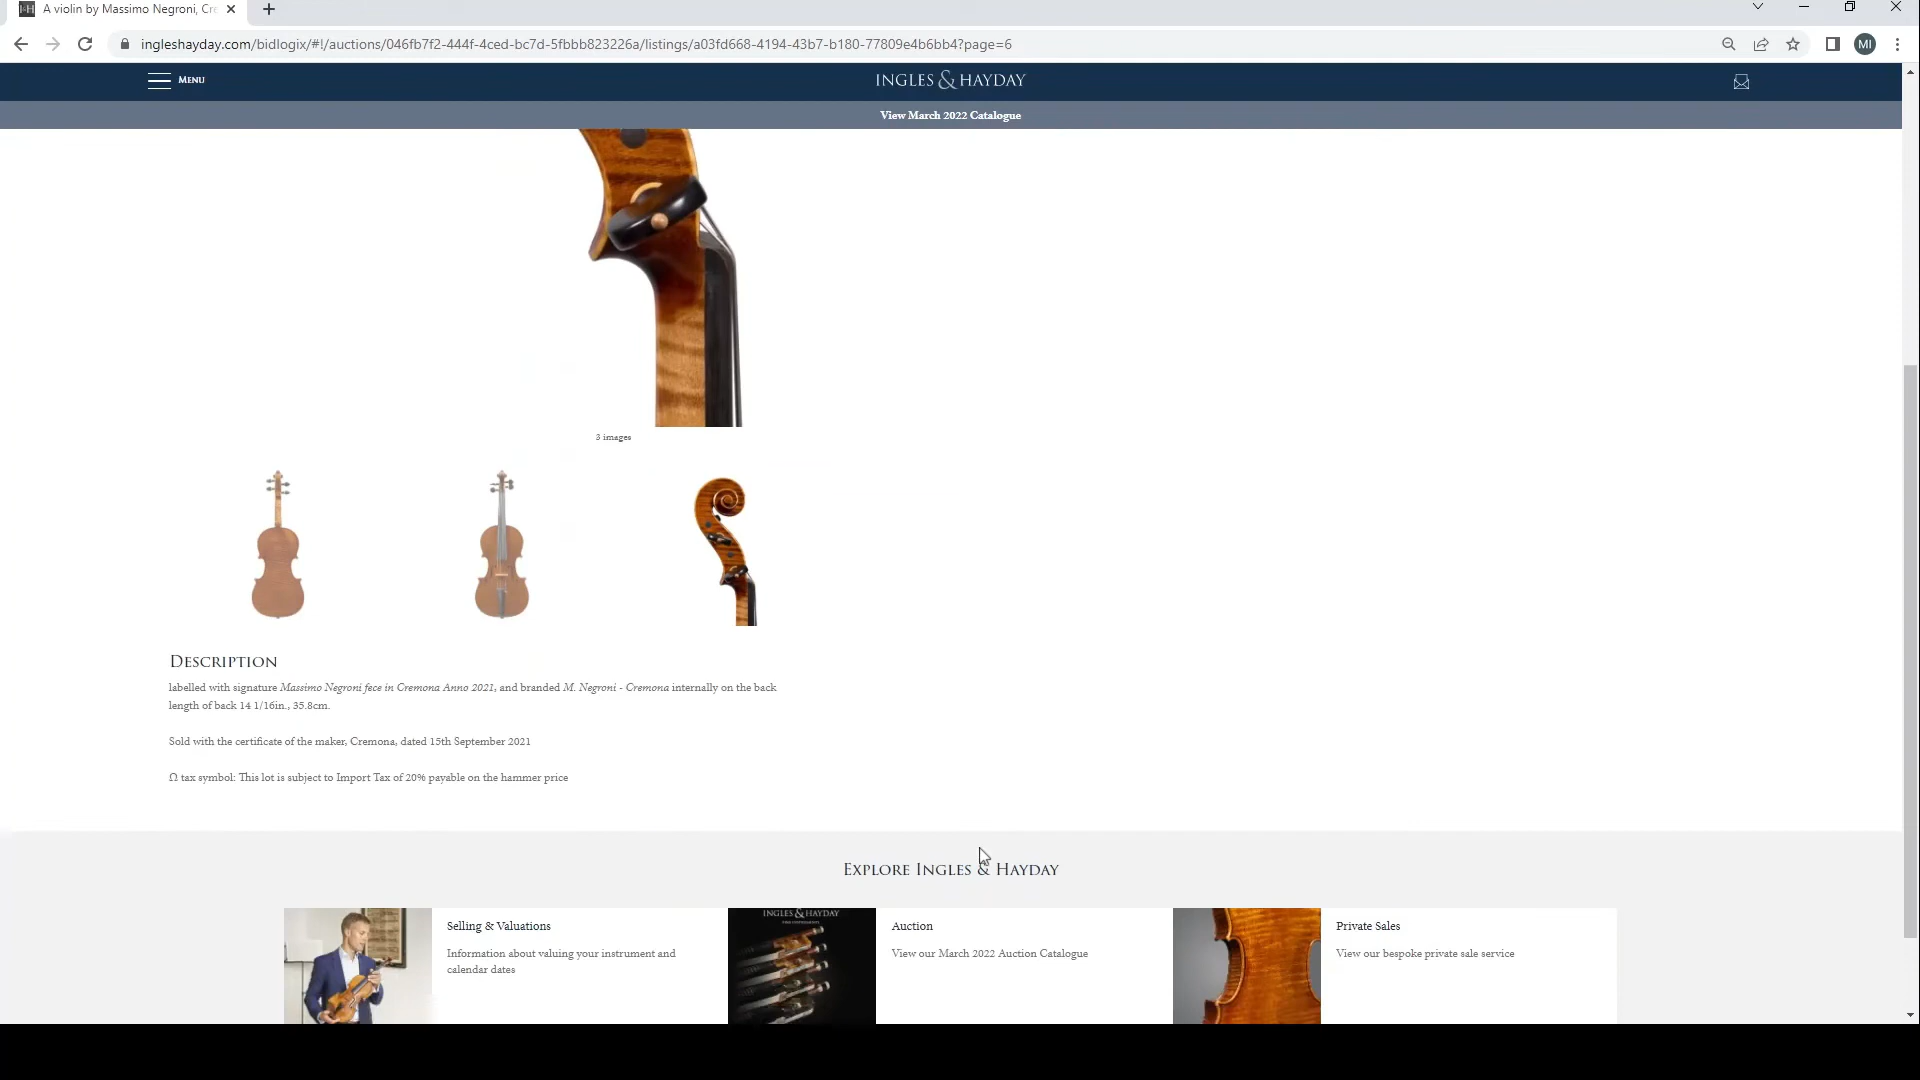 A violin by Massimo Negroni, Cre
ingleshayday.com/bidlogix/#!/auctions/046fb7f2-444f-4ced-bc7d-5fbbb823226a/listings/a03fd668-4194-43b7-b180-77809e4b6bb4?page=6
MI
MENU
INGLES & HAYDAY
View March 2022 Catalogue
3 images
DESCRIPTION
labelled with signature Massimo Negroni fece in Cremona Anno 2021, and branded M. Negroni - Cremona internally on the back
length of back 14 1/16in., 35.8cm.
Sold with the certificate of the maker, Cremona, dated 15th September 2021
Ω tax symbol: This lot is subject to Import Tax of 20% payable on the hammer price
EXPLORE INGLES & HAYDAY
Selling & Valuations
Information about valuing your instrument and
calendar dates
INGLES & HAYDAY
Auction
View our March 2022 Auction Catalogue
Private Sales
View our bespoke private sale service